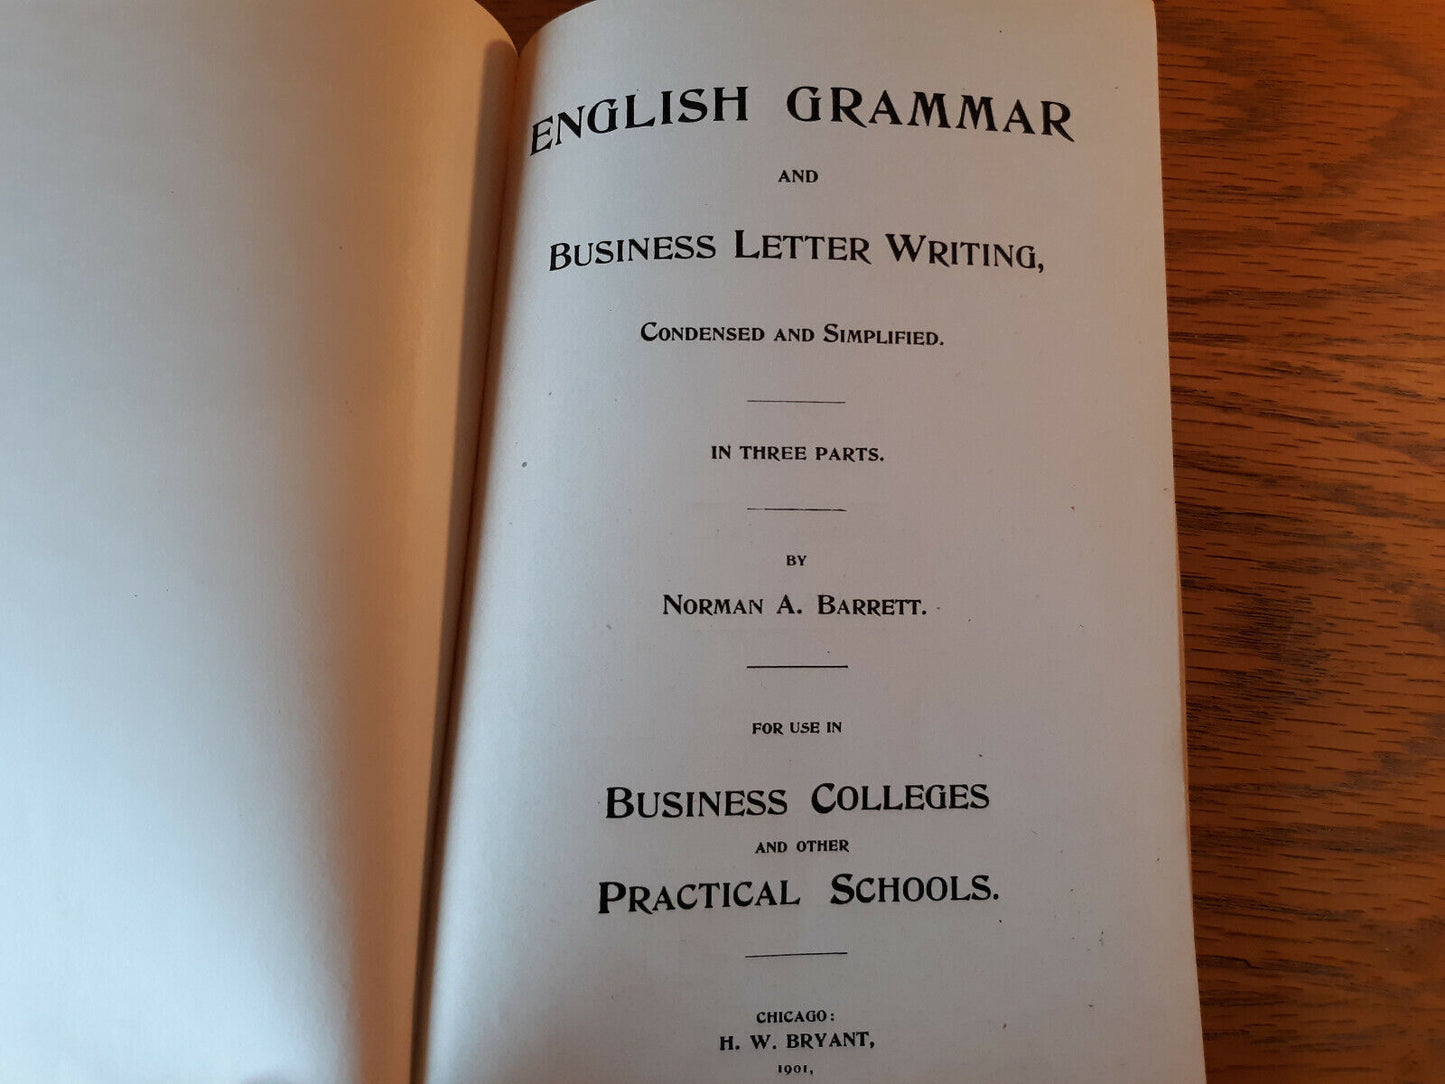 ENGLISH GRAMMAR
AND
BUSINESS LETTER WRITING,
CONDENSED AND SIMPLIFIED.
IN THREE PARTS.
BY
NORMAN A. BARRETT.
FOR USE IN
BUSINESS COLLEGES
AND OTHER
PRACTICAL SCHOOLS.
CHICAGO:
H. W. BRYANT,
1901,